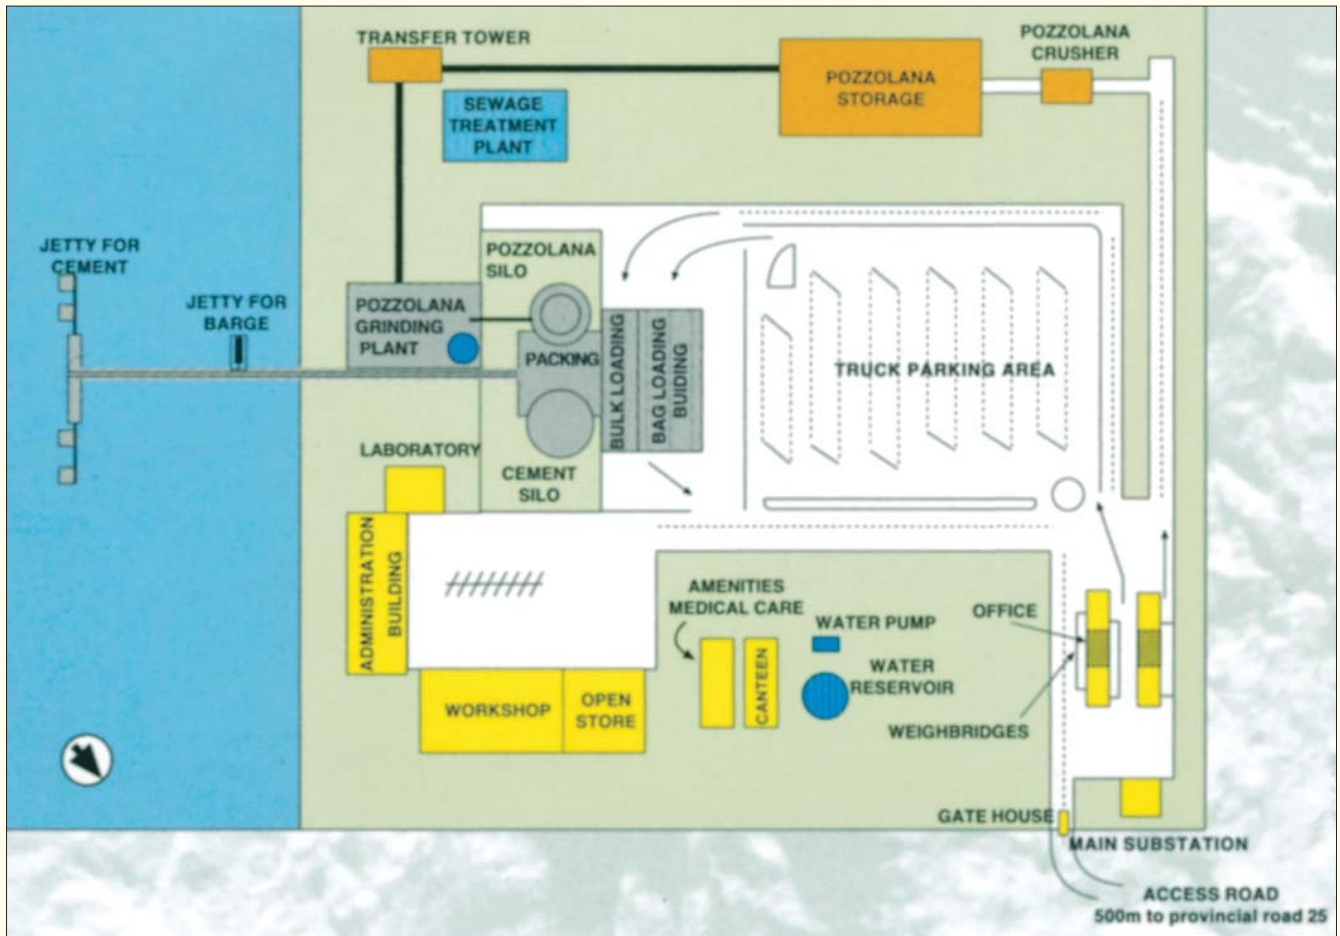 TRANSFER TOWER
POZZOLANA
CRUSHER
POZZOLANA
STORAGE
SEWAGE
TREATMENT
PLANT
JETTY FOR
CEMENT
JETTY FOR
BARGE
POZZOLANA
SILO
POZZOLANA
GRINDING
PLANT
PACKING
BULK LOADING
BAG LOADING
BUIDING
TRUCK PARKING AREA
LABORATORY
CEMENT
SILO
ADMINISTRATION
BUILDING
AMENITIES
MEDICAL CARE
WATER PUMP
OFFICE
CANTEEN
WATER
RESERVOIR
WORKSHOP
OPEN
STORE
WEIGHBRIDGES
GATE HOUSE
MAIN SUBSTATION
ACCESS ROAD
500m to provincial road 25